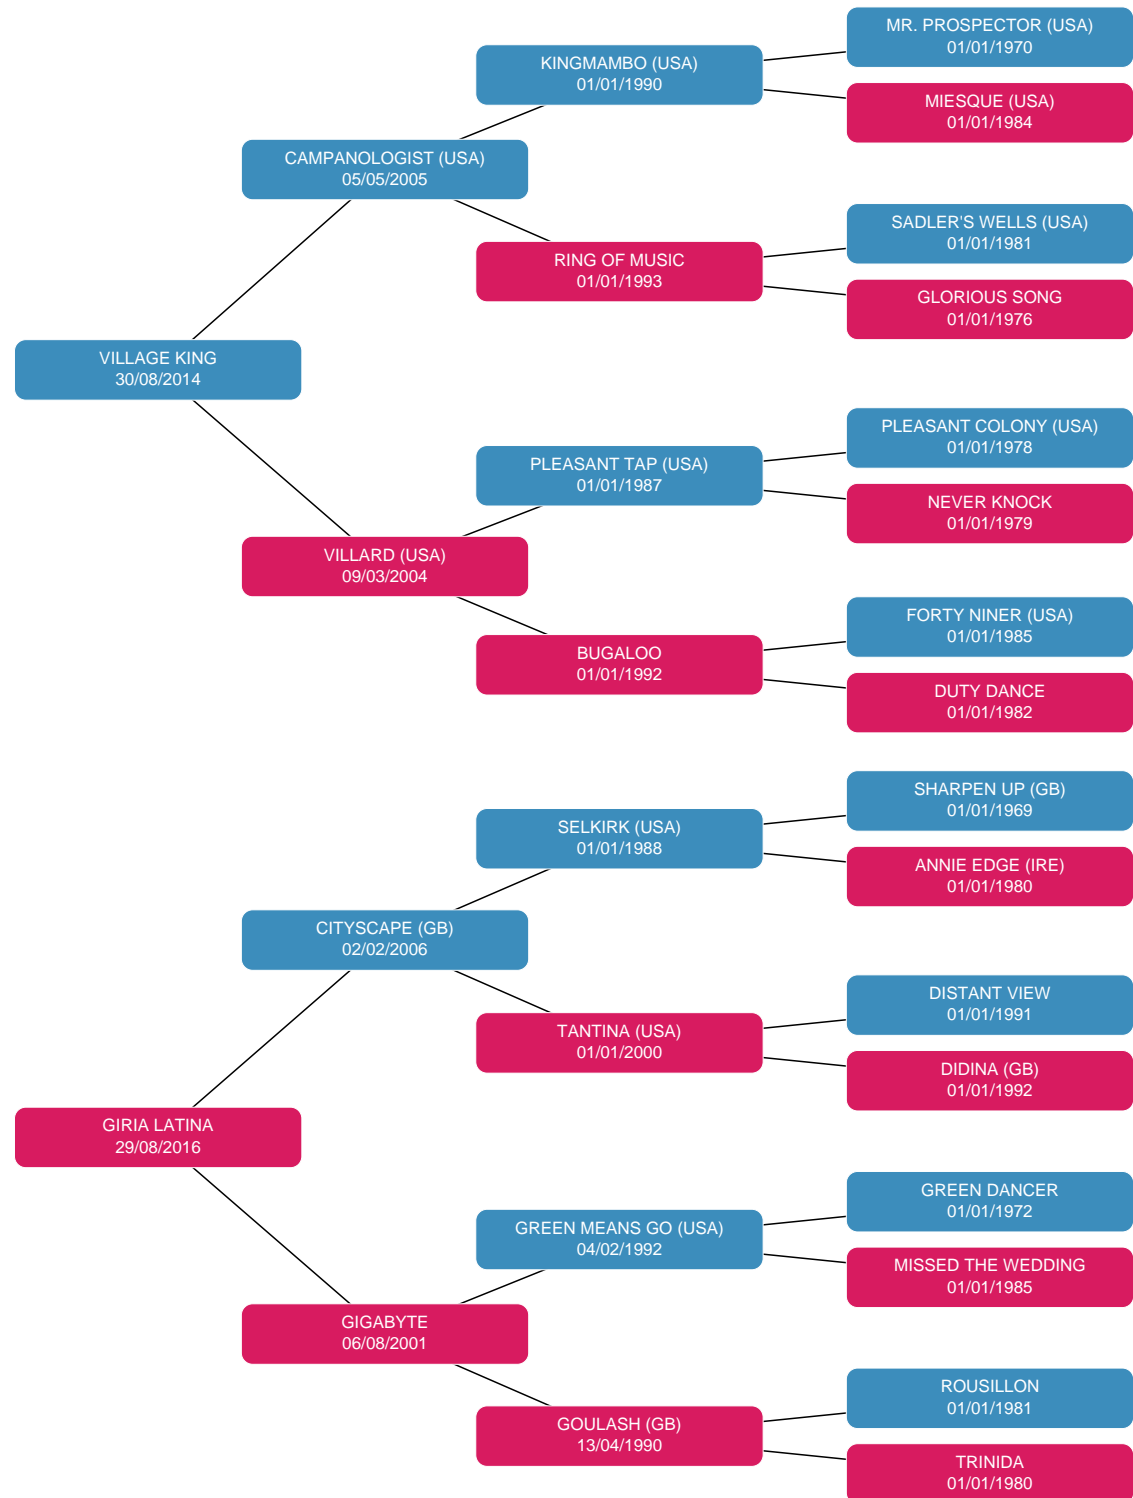 MR. PROSPECTOR (USA)
01/01/1970
KINGMAMBO (USA)
01/01/1990
MIESQUE (USA)
01/01/1984
CAMPANOLOGIST (USA)
05/05/2005
SADLER'S WELLS (USA)
01/01/1981
RING OF MUSIC
01/01/1993
GLORIOUS SONG
01/01/1976
VILLAGE KING
30/08/2014
PLEASANT COLONY (USA)
01/01/1978
PLEASANT TAP (USA)
01/01/1987
NEVER KNOCK
01/01/1979
VILLARD (USA)
09/03/2004
FORTY NINER (USA)
01/01/1985
BUGALOO
01/01/1992
DUTY DANCE
01/01/1982
SHARPEN UP (GB)
01/01/1969
SELKIRK (USA)
01/01/1988
ANNIE EDGE (IRE)
01/01/1980
CITYSCAPE (GB)
02/02/2006
DISTANT VIEW
01/01/1991
TANTINA (USA)
01/01/2000
DIDINA (GB)
01/01/1992
GIRIA LATINA
29/08/2016
GREEN DANCER
01/01/1972
GREEN MEANS GO (USA)
04/02/1992
MISSED THE WEDDING
01/01/1985
GIGABYTE
06/08/2001
ROUSILLON
01/01/1981
GOULASH (GB)
13/04/1990
TRINIDA
01/01/1980